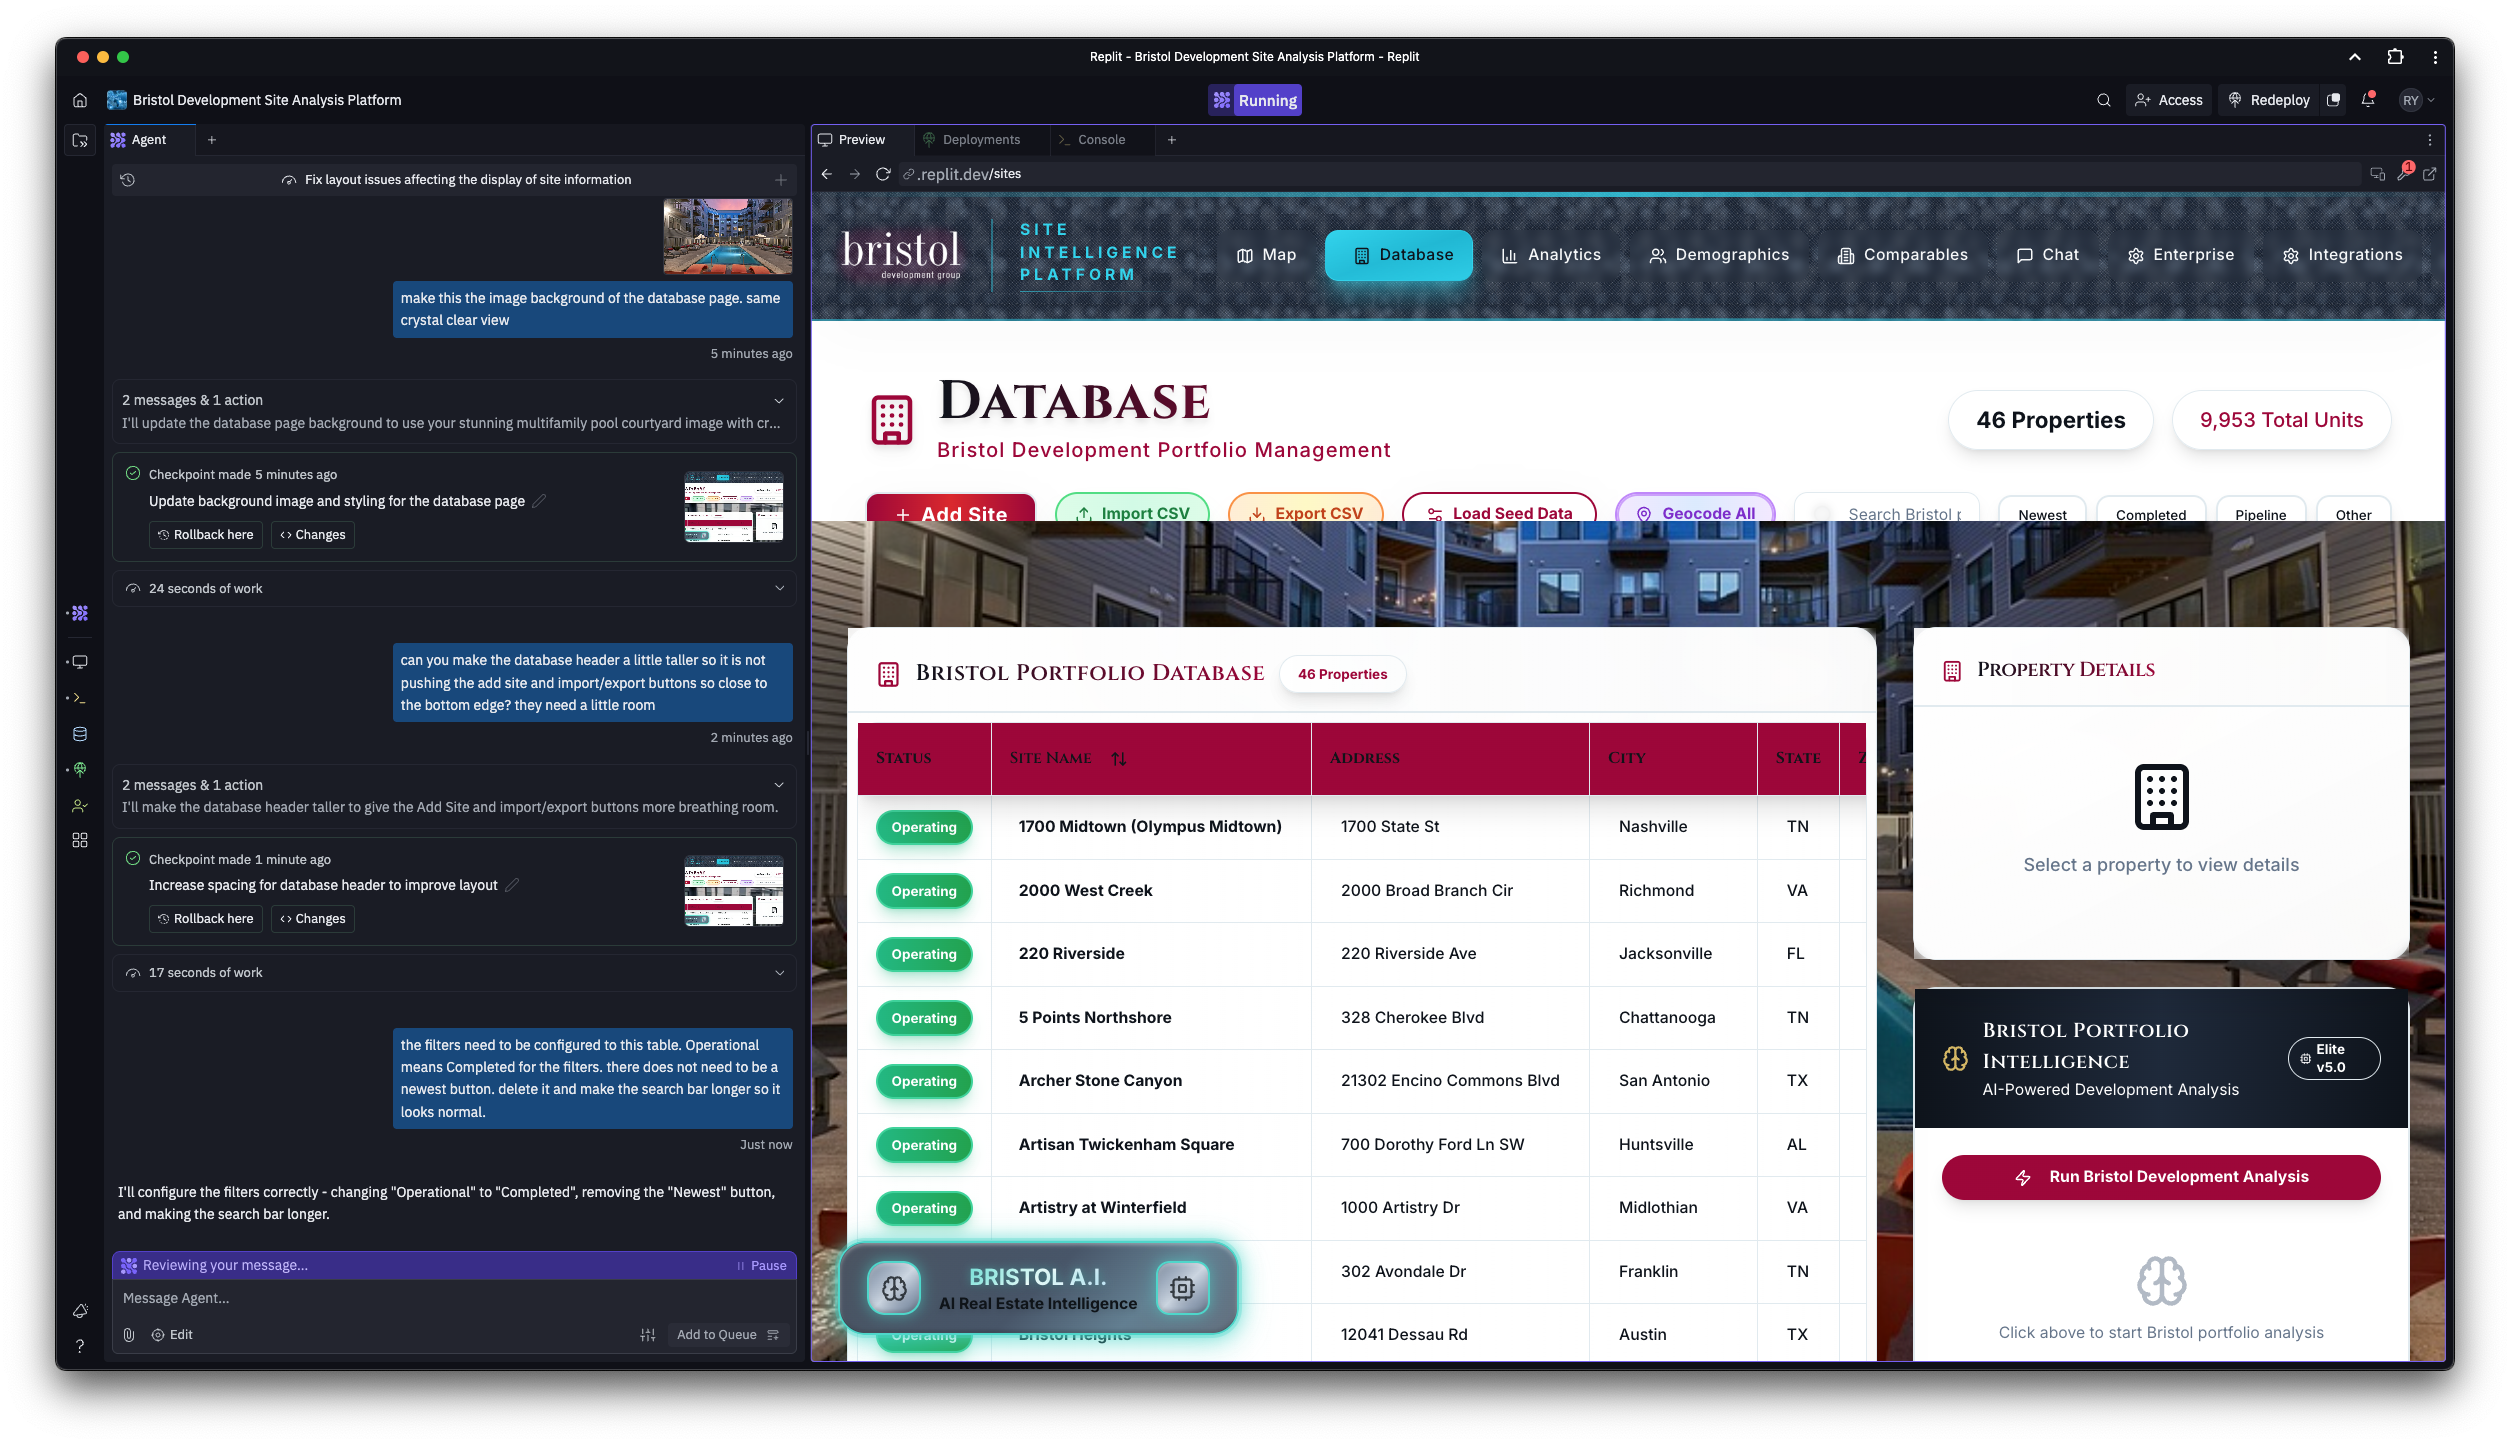 Replit - Bristol Development Site Analysis Platform - Replit
Bristol Development Site Analysis Platform
Running
Access
Redeploy
RY
Agent
Fix layout issues affecting the display of site information
make this the image background of the database page. same
crystal clear view
5 minutes ago
2 messages & 1 action
I'll update the database page background to use your stunning multifamily pool courtyard image with cr...
Checkpoint made 5 minutes ago
Update background image and styling for the database page
Rollback here
Changes
24 seconds of work
can you make the database header a little taller so it is not
pushing the add site and import/export buttons so close to
the bottom edge? they need a little room
2 minutes ago
2 messages & 1 action
I'll make the database header taller to give the Add Site and import/export buttons more breathing room.
Checkpoint made 1 minute ago
Increase spacing for database header to improve layout
Rollback here
Changes
17 seconds of work
the filters need to be configured to this table. Operational
means Completed for the filters. there does not need to be a
newest button. delete it and make the search bar longer so it
looks normal.
Just now
I'll configure the filters correctly - changing "Operational" to "Completed", removing the "Newest" button,
and making the search bar longer.
Reviewing your message...
Pause
Message Agent...
Edit
Add to Queue
Preview
Deployments
Console
.replit.dev/sites
1
bristol
development group
SITE
INTELLIGENCE
PLATFORM
Map
Database
Analytics
Demographics
Comparables
Chat
Enterprise
Integrations
Database
Bristol Development Portfolio Management
46 Properties
9,953 Total Units
Add Site
Import CSV
Export CSV
Load Seed Data
Geocode All
Search Bristol p
Newest
Completed
Pipeline
Other
Bristol Portfolio Database
46 Properties
Status Site Name Address City State Z
Operating 1700 Midtown (Olympus Midtown) 1700 State St Nashville TN
Operating 2000 West Creek 2000 Broad Branch Cir Richmond VA
Operating 220 Riverside 220 Riverside Ave Jacksonville FL
Operating 5 Points Northshore 328 Cherokee Blvd Chattanooga TN
Operating Archer Stone Canyon 21302 Encino Commons Blvd San Antonio TX
Operating Artisan Twickenham Square 700 Dorothy Ford Ln SW Huntsville AL
Operating Artistry at Winterfield 1000 Artistry Dr Midlothian VA
302 Avondale Dr Franklin TN
Operating Bristol Heights 12041 Dessau Rd Austin TX
BRISTOL A.I.
AI Real Estate Intelligence
Property Details
Select a property to view details
Bristol Portfolio
Intelligence
AI-Powered Development Analysis
Elite
v5.0
Run Bristol Development Analysis
Click above to start Bristol portfolio analysis